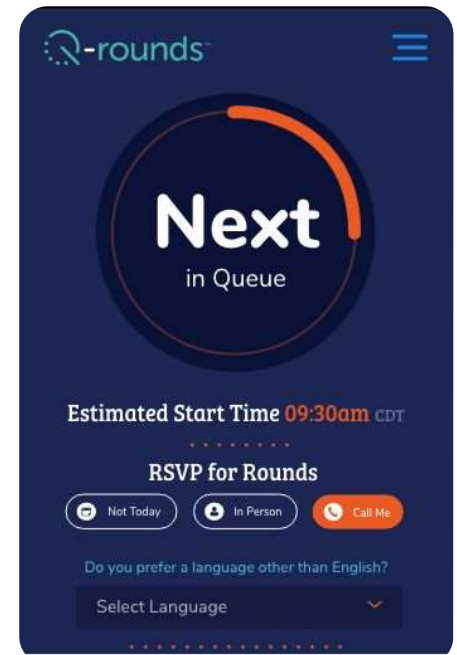 Q-rounds™
Next
in Queue
Estimated Start Time 09:30am CDT
RSVP for Rounds
Not Today In Person Call Me
Do you prefer a language other than English?
Select Language